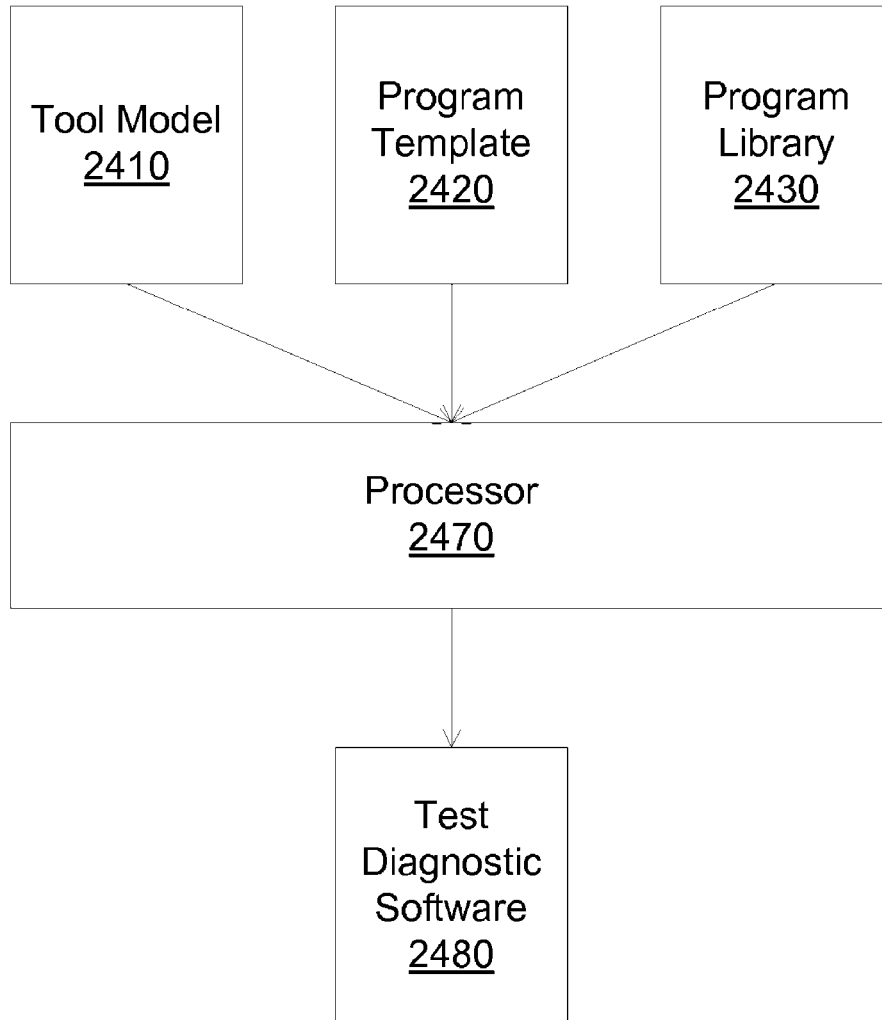 Tool Model
2410
Program
Template
2420
Program
Library
2430
Processor
2470
Test
Diagnostic
Software
2480